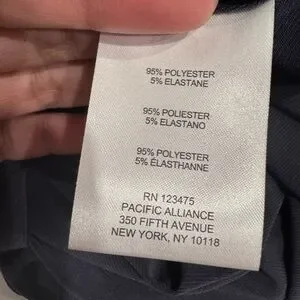 95% POLYESTER
5% ELASTANE
95% POLIESTER
5% ELASTANO
95% POLYESTER
5% ÉLASTHANNE
RN 123475
PACIFIC ALLIANCE
350 FIFTH AVENUE
NEW YORK, NY 10118